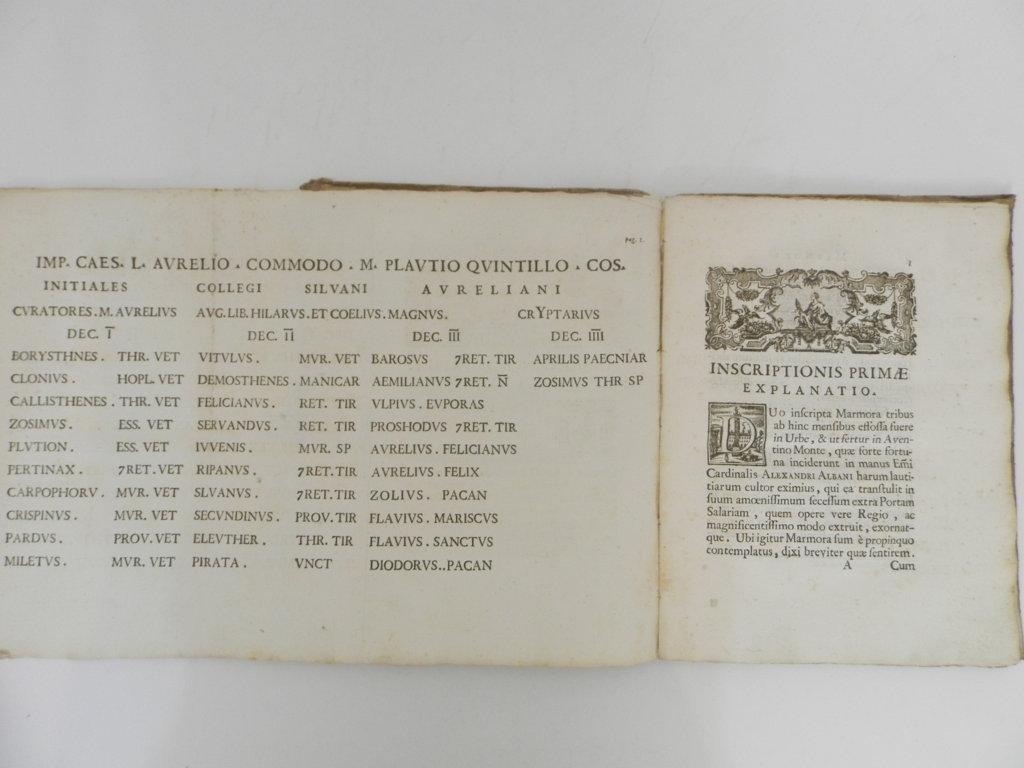 Pag. 1.
IMP. CAES. L. AVRELIO . COMMODO . M. PLAVTIO QVINTILLO . COS.
INITIALES COLLEGI SILVANI AVRELIANI
CVRATORES. M. AVRELIVS AVG. LIB. HILARVS. ET COELIVS. MAGNVS. CRYPTARIVS
DEC. I̅ DEC. I̅I̅ DEC. I̅I̅I̅ DEC. I̅I̅I̅I̅
BORYSTHNES. THR. VET VITVLVS. MVR. VET BAROSVS 7RET. TIR APRILIS PAECNIAR
CLONIVS. HOPL. VET DEMOSTHENES. MANICAR AEMILIANVS 7RET. N̅ ZOSIMVS THR SP
CALLISTHENES. THR. VET FELICIANVS. RET. TIR VLPIVS. EVPORAS
ZOSIMVS. ESS. VET SERVANDVS. RET. TIR PROSHODVS 7RET. TIR
PLVTION. ESS. VET IVVENIS. MVR. SP AVRELIVS. FELICIANVS
PERTINAX. 7RET. VET RIPANVS. 7RET. TIR AVRELIVS. FELIX
CARPOPHORV. MVR. VET SLVANVS. 7RET. TIR ZOLIVS. PACAN
CRISPINVS. MVR. VET SECVNDINVS. PROV. TIR FLAVIVS. MARISCVS
PARDVS. PROV. VET ELEVTHER. THR. TIR FLAVIVS. SANCTVS
MILETVS. MVR. VET PIRATA. VNCT DIODORVS..PACAN
1
INSCRIPTIONIS PRIMÆ
EXPLANATIO.
DUo inscripta Marmora tribus
ab hinc mensibus effossa fuere
in Urbe, & ut fertur in Aven-
tino Monte, quæ forte fortu-
na inciderunt in manus Emi
Cardinalis ALEXANDRI ALBANI harum lauti-
tiarum cultor eximius, qui ea transtulit in
suum amœnissimum secessum extra Portam
Salariam, quem opere vere Regio, ac
magnificentissimo modo extruit, exornat-
que. Ubi igitur Marmora sum è propinquo
contemplatus, dixi breviter quæ sentirem.
A Cum